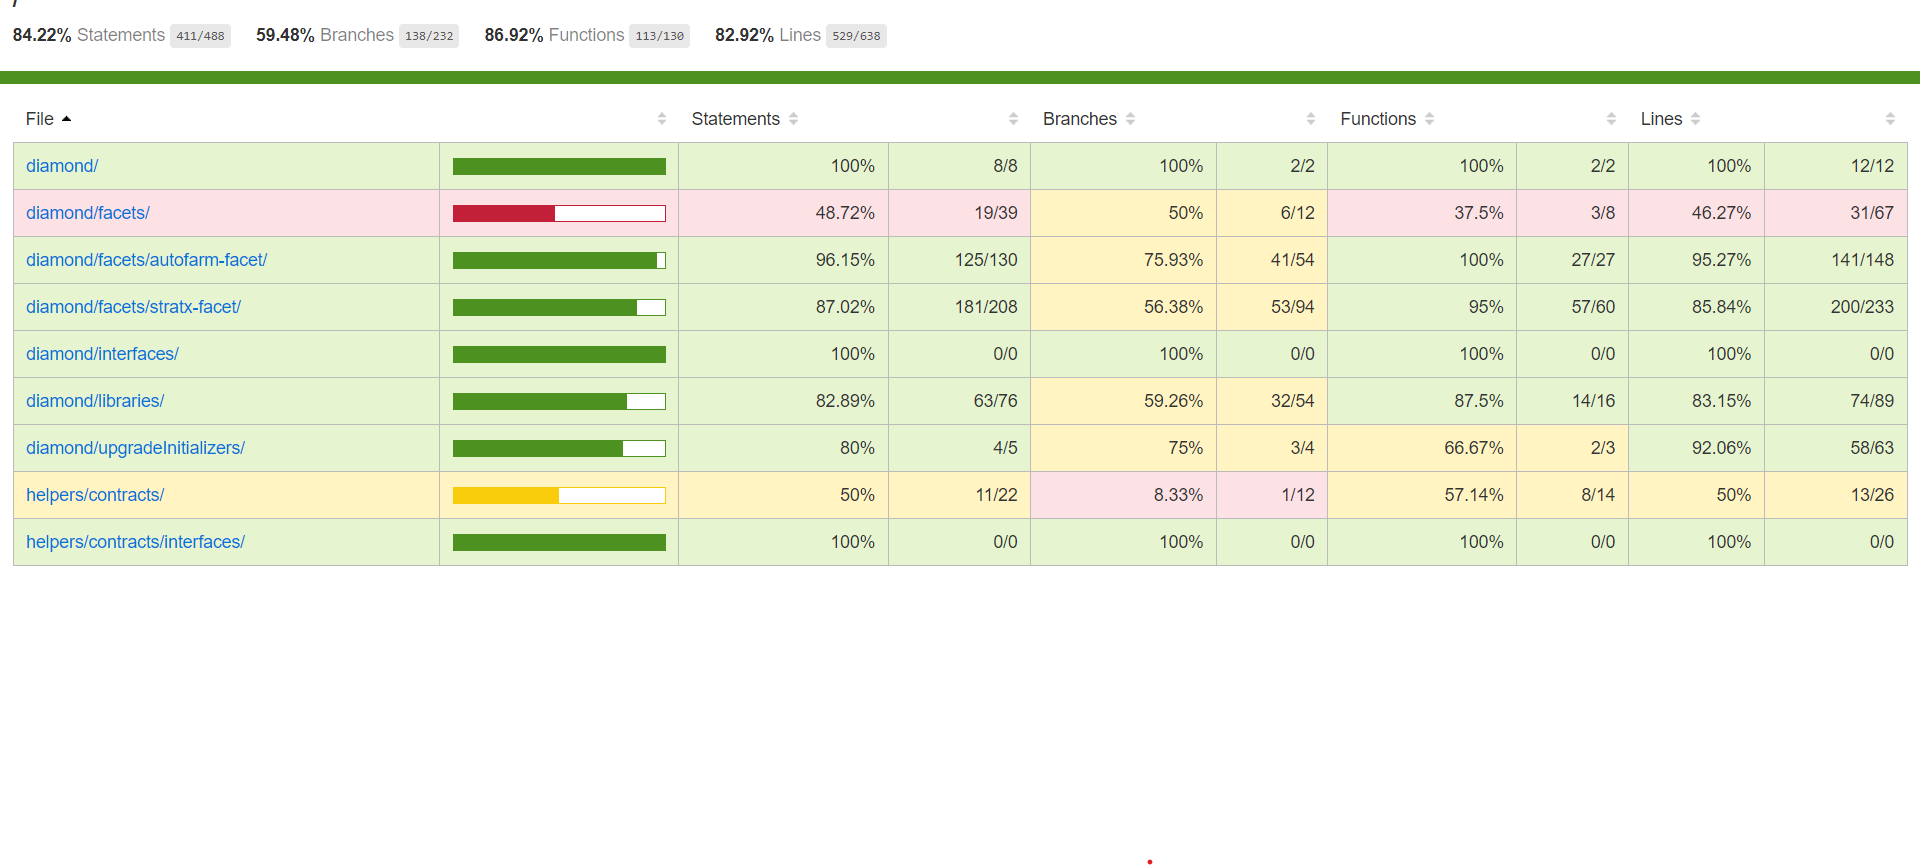 /
84.22% Statements 411/488 59.48% Branches 138/232 86.92% Functions 113/130 82.92% Lines 529/638
File Statements Branches Functions Lines
diamond/ 100% 8/8 100% 2/2 100% 2/2 100% 12/12
diamond/facets/ 48.72% 19/39 50% 6/12 37.5% 3/8 46.27% 31/67
diamond/facets/autofarm-facet/ 96.15% 125/130 75.93% 41/54 100% 27/27 95.27% 141/148
diamond/facets/stratx-facet/ 87.02% 181/208 56.38% 53/94 95% 57/60 85.84% 200/233
diamond/interfaces/ 100% 0/0 100% 0/0 100% 0/0 100% 0/0
diamond/libraries/ 82.89% 63/76 59.26% 32/54 87.5% 14/16 83.15% 74/89
diamond/upgradeInitializers/ 80% 4/5 75% 3/4 66.67% 2/3 92.06% 58/63
helpers/contracts/ 50% 11/22 8.33% 1/12 57.14% 8/14 50% 13/26
helpers/contracts/interfaces/ 100% 0/0 100% 0/0 100% 0/0 100% 0/0